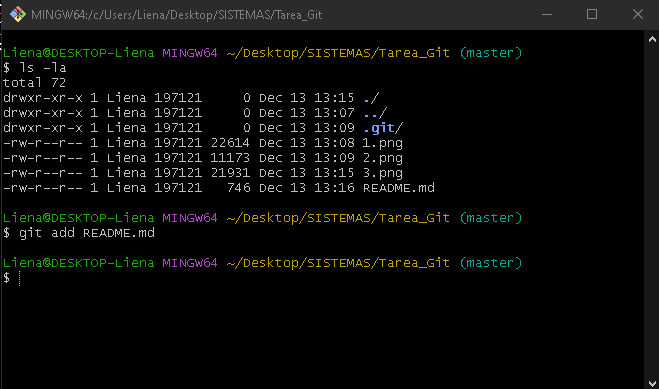 MINGW64:/c/Users/Liena/Desktop/SISTEMAS/Tarea_Git
Liena@DESKTOP-Liena MINGW64 ~/Desktop/SISTEMAS/Tarea_Git (master)
$ ls -la
total 72
drwxr-xr-x 1 Liena 197121     0 Dec 13 13:15 ./
drwxr-xr-x 1 Liena 197121     0 Dec 13 13:07 ../
drwxr-xr-x 1 Liena 197121     0 Dec 13 13:09 .git/
-rw-r--r-- 1 Liena 197121 22614 Dec 13 13:08 1.png
-rw-r--r-- 1 Liena 197121 11173 Dec 13 13:09 2.png
-rw-r--r-- 1 Liena 197121 21931 Dec 13 13:15 3.png
-rw-r--r-- 1 Liena 197121   746 Dec 13 13:16 README.md
Liena@DESKTOP-Liena MINGW64 ~/Desktop/SISTEMAS/Tarea_Git (master)
$ git add README.md
Liena@DESKTOP-Liena MINGW64 ~/Desktop/SISTEMAS/Tarea_Git (master)
$